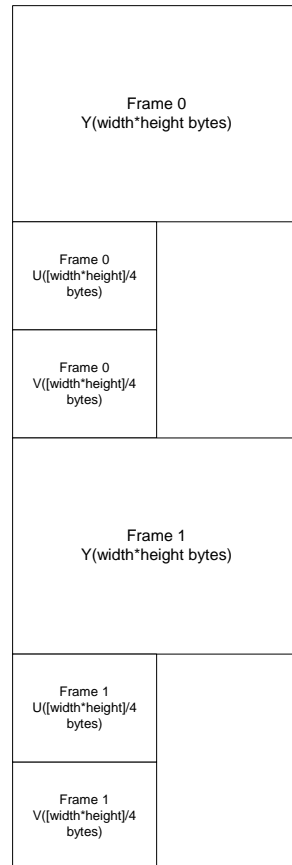 Frame 0
Y(width*height bytes)
Frame 0
U([width*height]/4
bytes)
Frame 0
V([width*height]/4
bytes)
Frame 1
Y(width*height bytes)
Frame 1
U([width*height]/4
bytes)
Frame 1
V([width*height]/4
bytes)